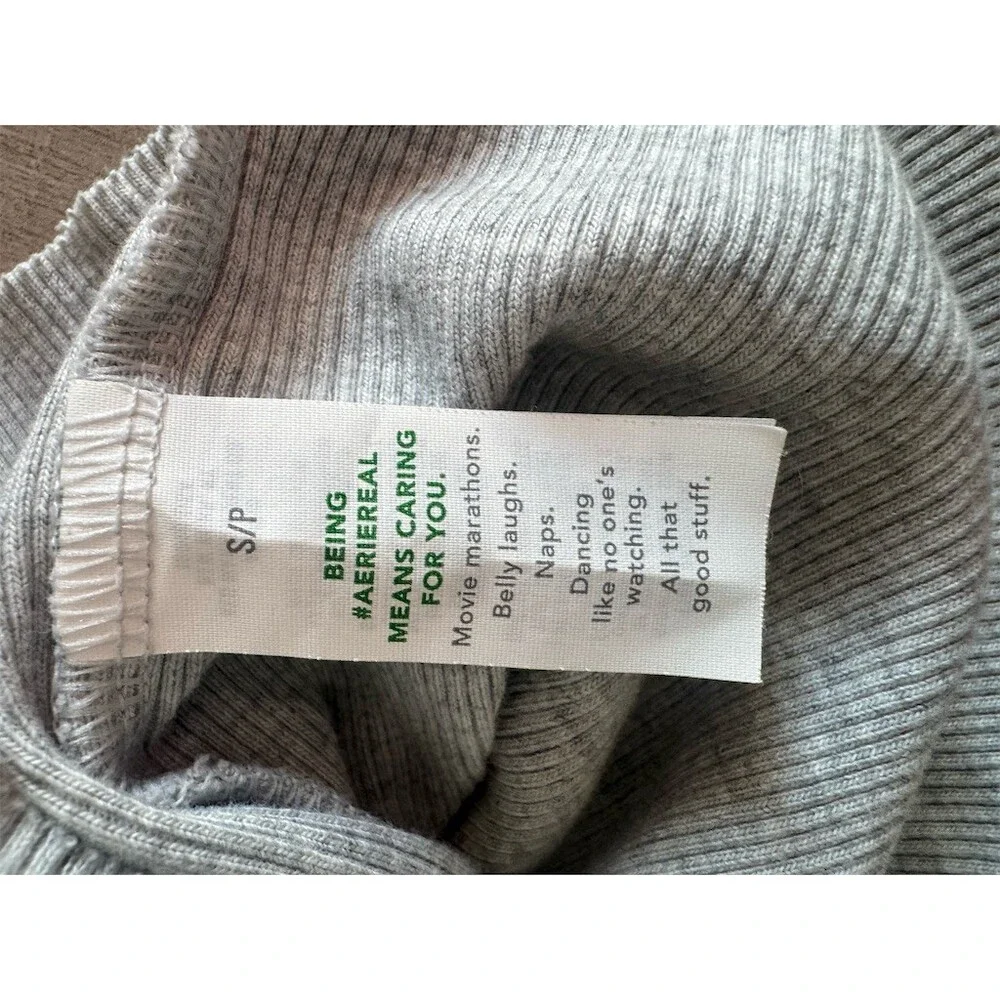 S/P
BEING
#AERIEREAL
MEANS CARING
FOR YOU.
Movie marathons.
Belly laughs.
Naps.
Dancing
like no one's
watching.
All that
good stuff.